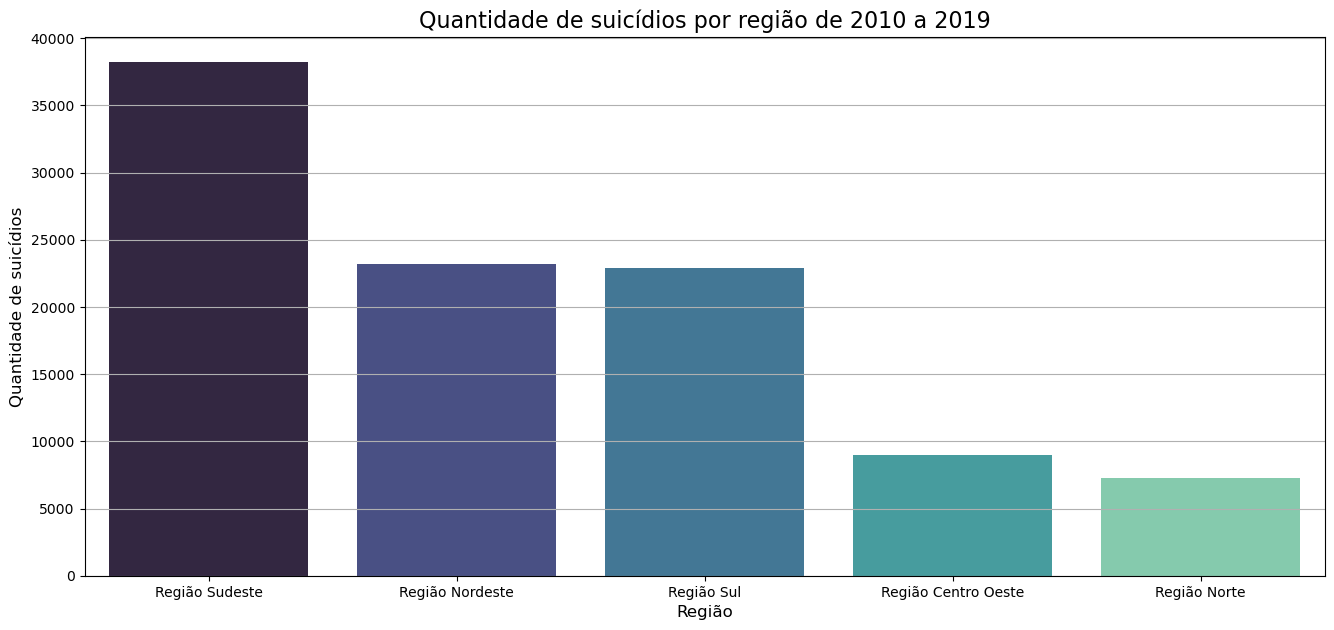 Quantidade de suicídios por região de 2010 a 2019
Quantidade de suicídios
40000
35000
30000
25000
20000
15000
10000
5000
0
Região Sudeste
Região Nordeste
Região Sul
Região Centro Oeste
Região Norte
Região